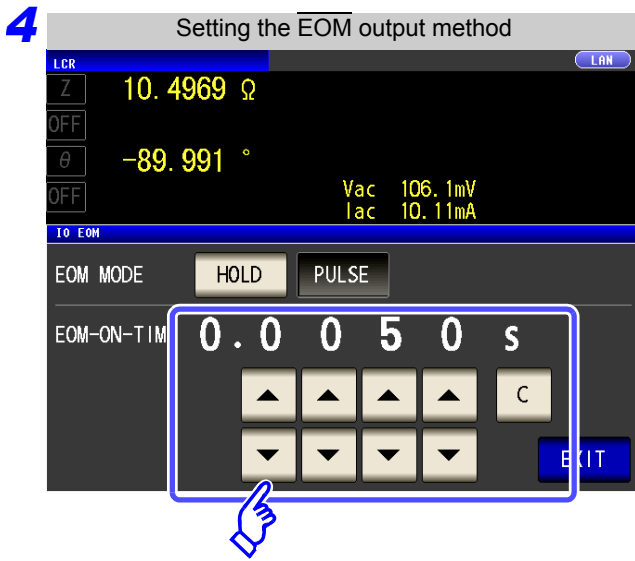 4
Setting the EOM output method
LCR LAN
Z 10.4969 Ω
OFF
θ -89.991 °
OFF Vac 106.1mV
Iac 10.11mA
IO EOM
EOM MODE HOLD PULSE
EOM-ON-TIM 0.0050 s
C
EXIT